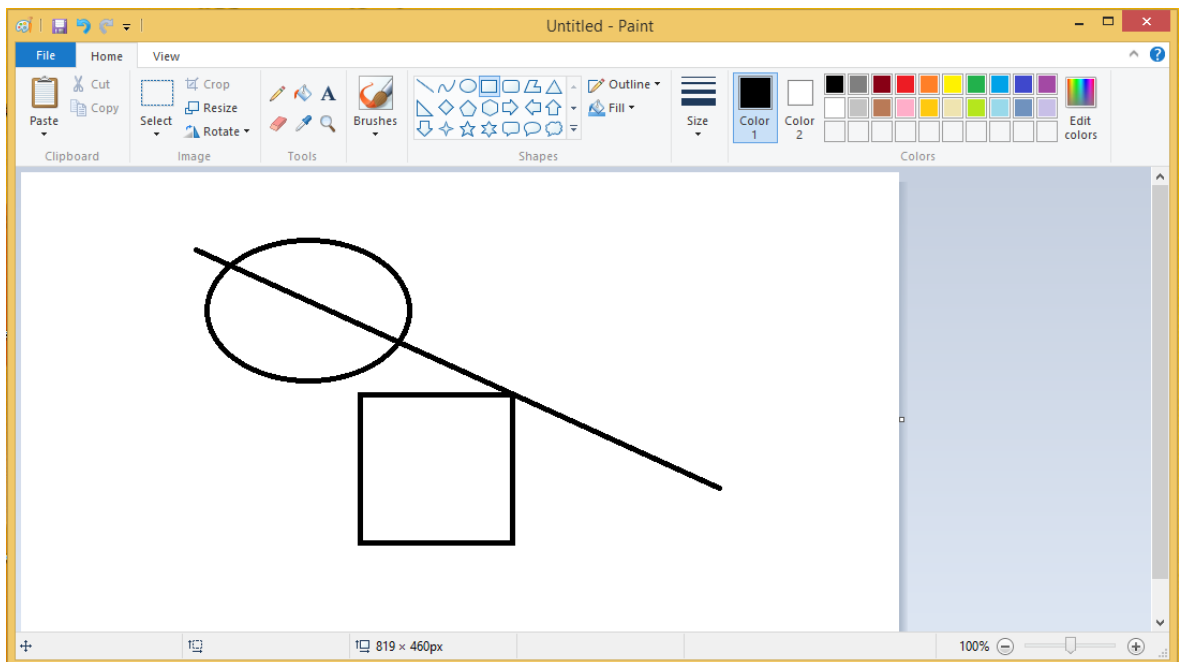 Untitled - Paint
File Home View
Cut
Copy
Paste
Clipboard
Select
Crop
Resize
Rotate
Image
A
Tools
Brushes
Outline
Fill
Shapes
Size
Color 1
Color 2
Edit colors
Colors
819 × 460px
100%